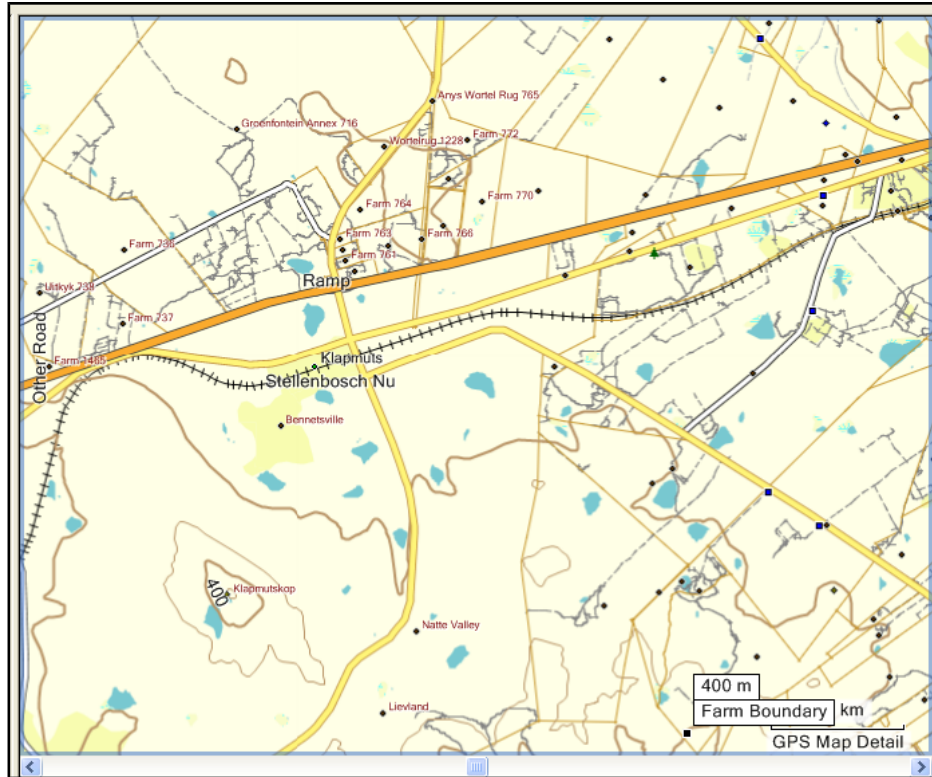 Anys Wortel Rug 765
Groenfontein Annex 716
Wortelrug 1228
Farm 772
Farm 770
Farm 764
Farm 763
Farm 766
Farm 736
Farm 761
Ramp
Uitkyk 738
Farm 737
Other Road
Farm 1465
Klapmuts
Stellenbosch Nu
Bennetsville
400
Klapmutskop
Natte Valley
400 m
Lievland
Farm Boundary
km
GPS Map Detail